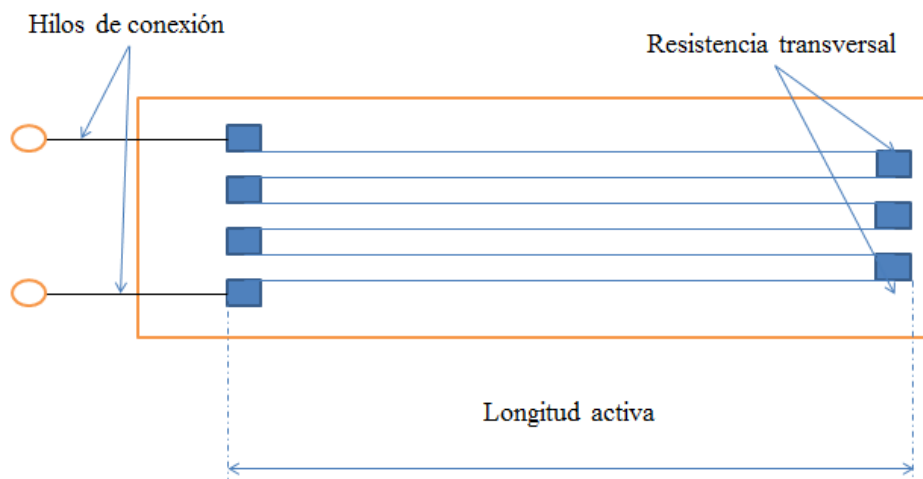 Hilos de conexión
Resistencia transversal
Longitud activa